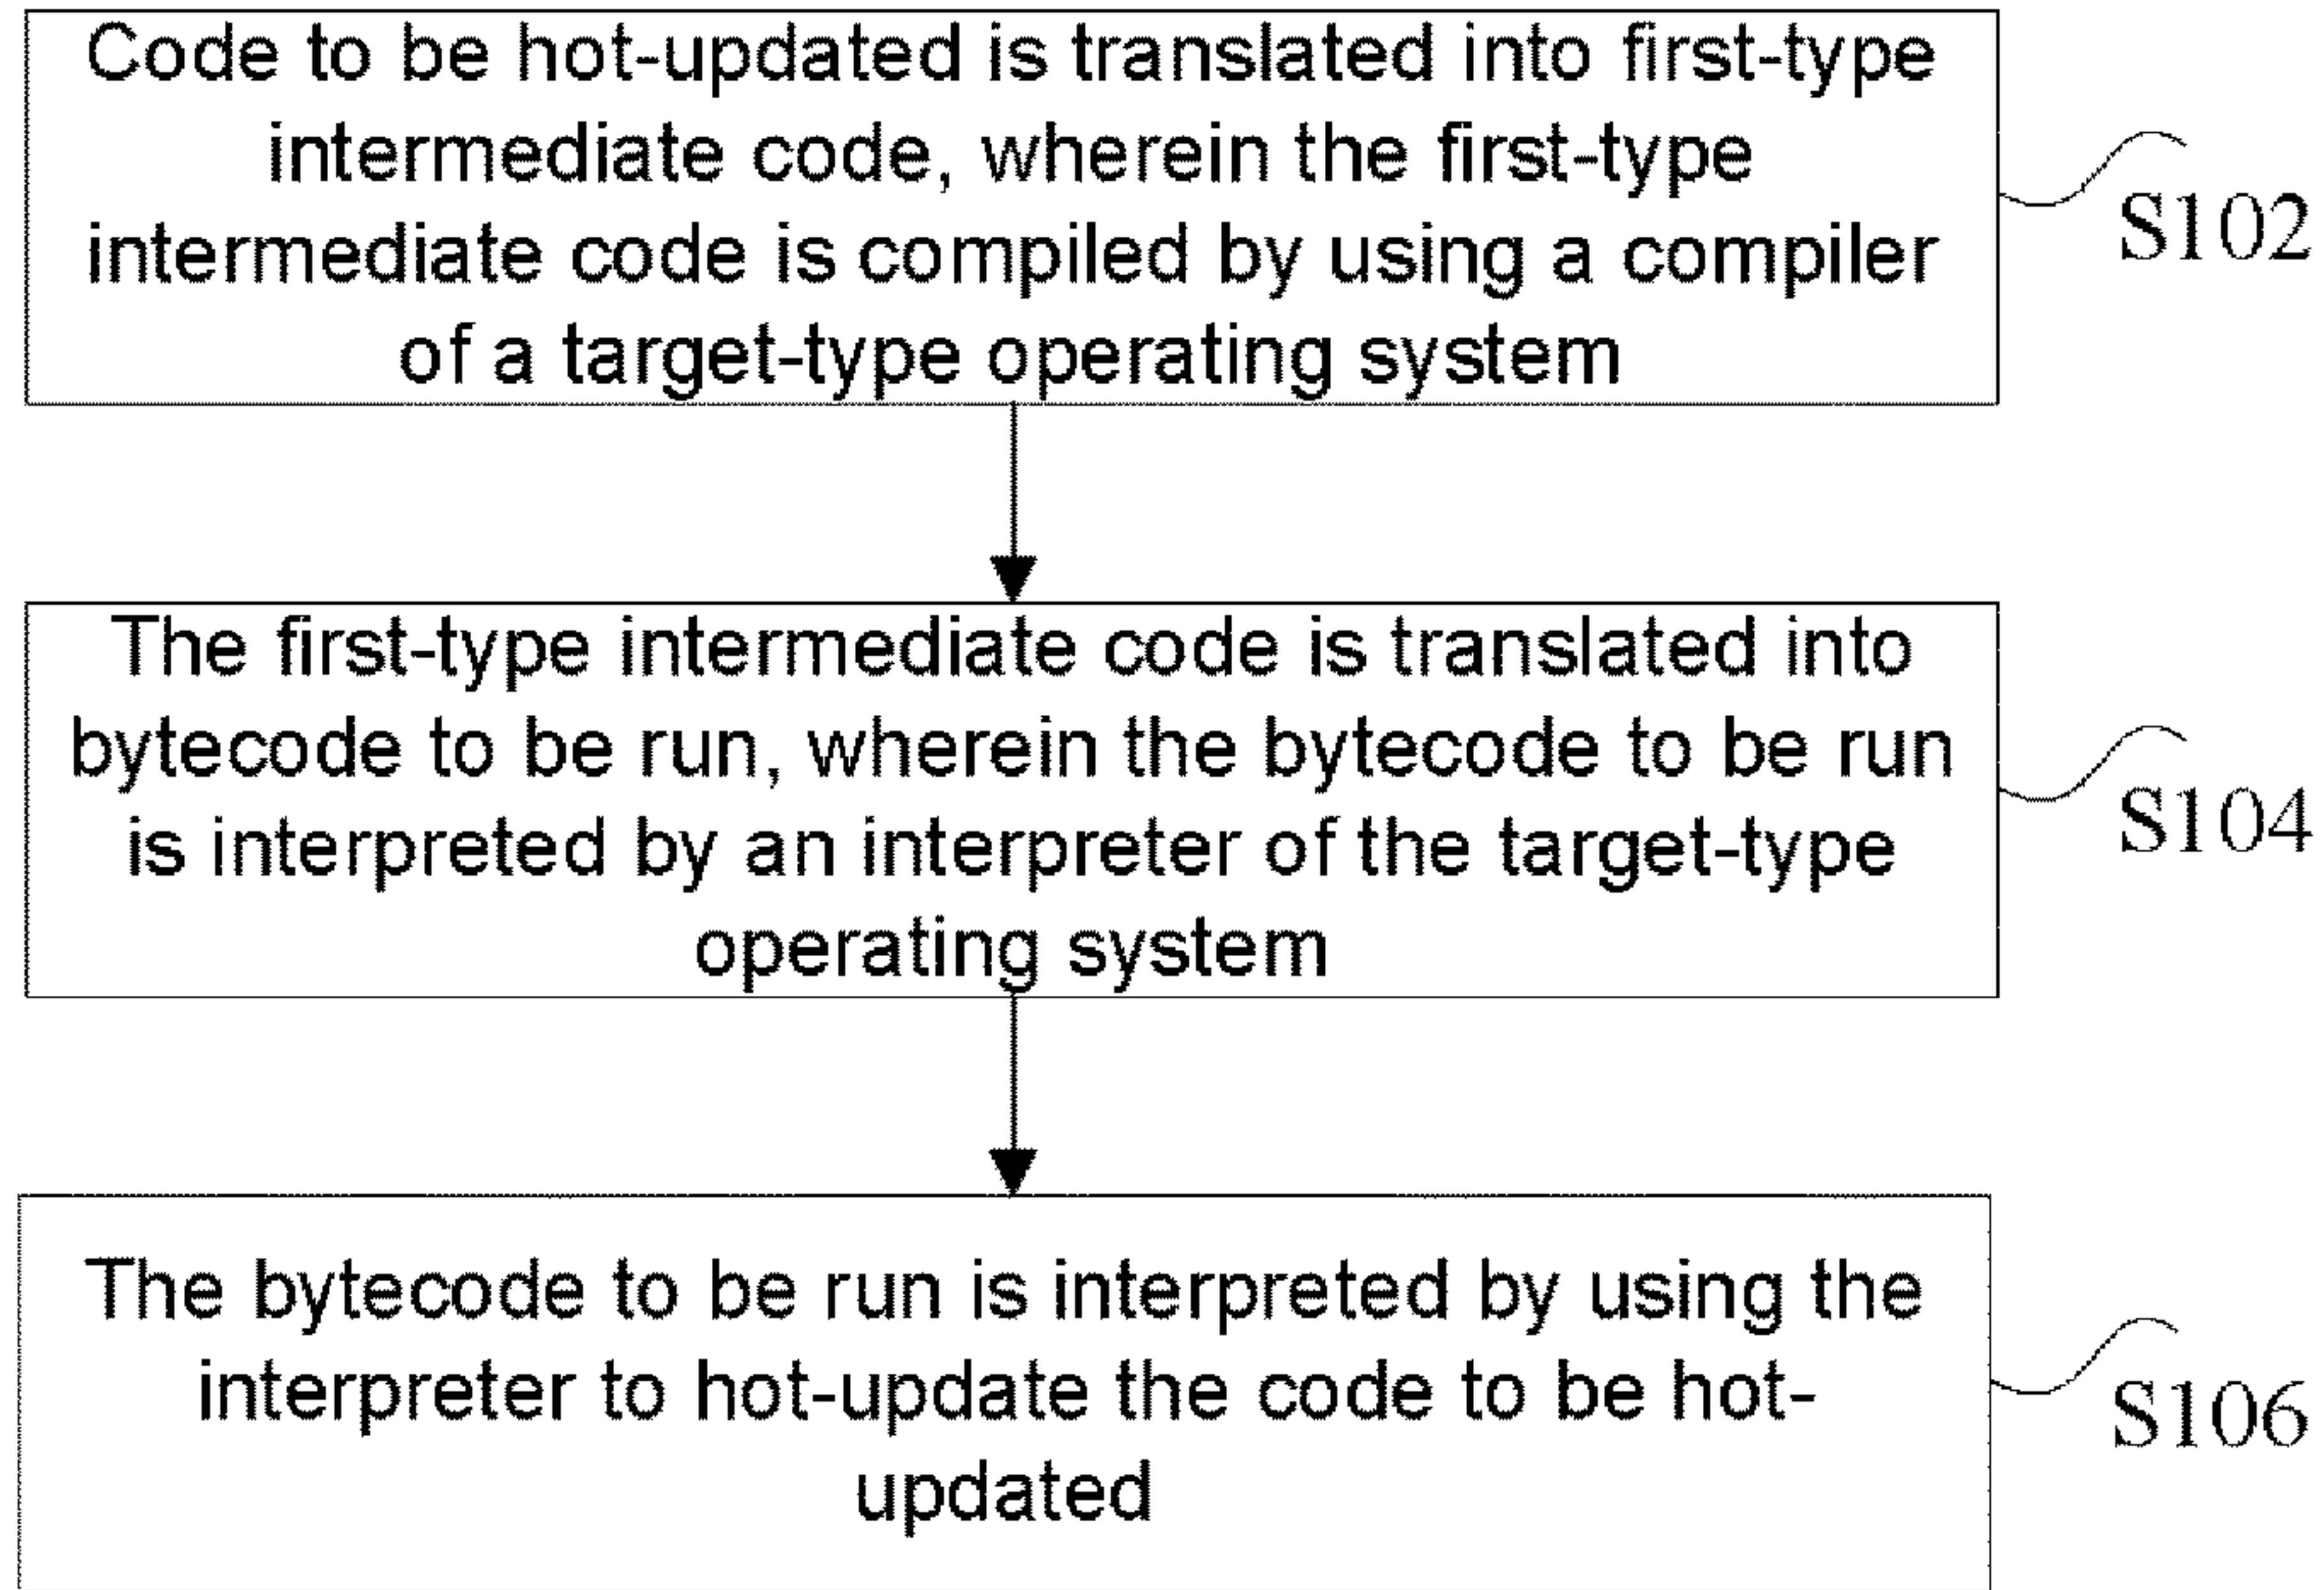 Code to be hot-updated is translated into first-type
intermediate code, wherein the first-type
intermediate code is compiled by using a compiler
of a target-type operating system
S102
The first-type intermediate code is translated into
bytecode to be run, wherein the bytecode to be run
is interpreted by an interpreter of the target-type
operating system
S104
The bytecode to be run is interpreted by using the
interpreter to hot-update the code to be hot-
updated
S106